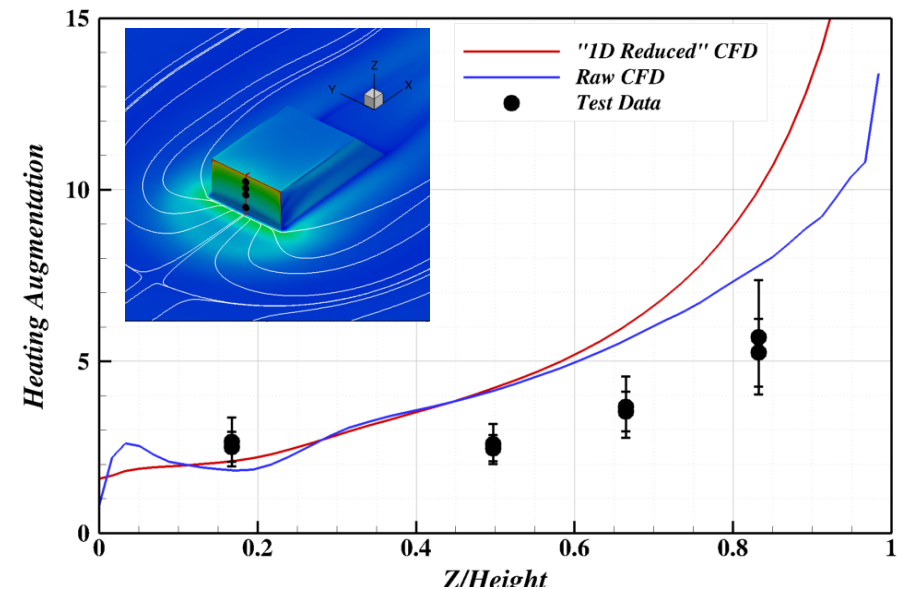 15
"1D Reduced" CFD
Raw CFD
Test Data
Z
Y
X
10
Heating Augmentation
5
0
0
0.2
0.4
0.6
0.8
1
Z/Height